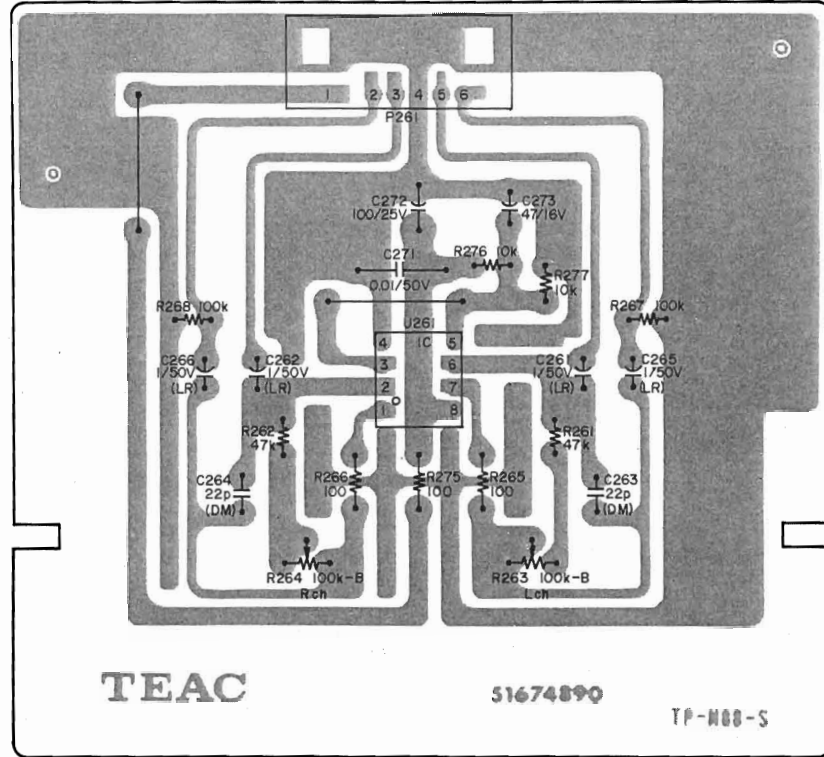 1 2 3 4 5 6
P261
C272
100/25V
C273
47/16V
C271
0.01/50V
R276 10k
R277
10k
R268 100k
R267 100k
U261
IC
4 5
3 6
2 7
1 8
C266
1/50V
(LR)
C262
1/50V
(LR)
C261
1/50V
(LR)
C265
1/50V
(LR)
R262
47k
R261
47k
C264
22p
(DM)
R266
100
R275
100
R265
100
C263
22p
(DM)
R264 100k-B
Rch
R263 100k-B
Lch
TEAC
51674890
TP-M88-S